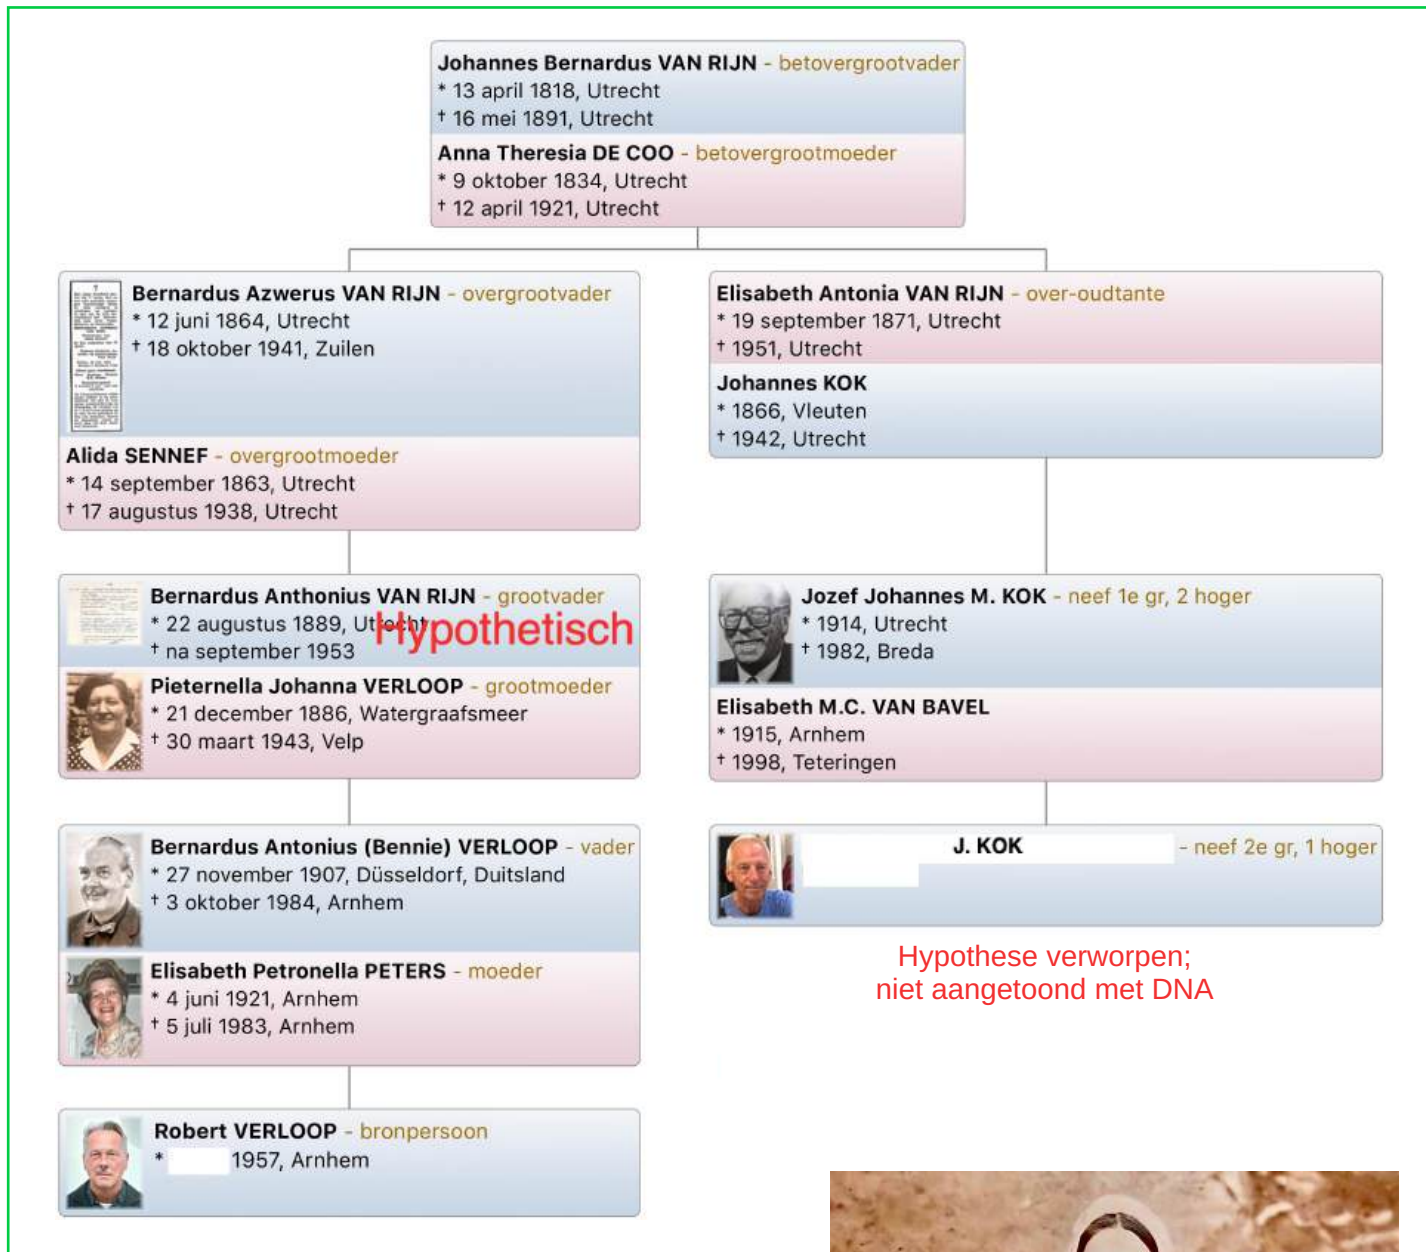 Johannes Bernardus VAN RIJN - betovergrootvader
* 13 april 1818, Utrecht
† 16 mei 1891, Utrecht
Anna Theresia DE COO - betovergrootmoeder
* 9 oktober 1834, Utrecht
† 12 april 1921, Utrecht
Bernardus Azwerus VAN RIJN - overgrootvader
* 12 juni 1864, Utrecht
† 18 oktober 1941, Zuilen
Alida SENNEF - overgrootmoeder
* 14 september 1863, Utrecht
† 17 augustus 1938, Utrecht
Elisabeth Antonia VAN RIJN - over-oudtante
* 19 september 1871, Utrecht
† 1951, Utrecht
Johannes KOK
* 1866, Vleuten
† 1942, Utrecht
Bernardus Anthonius VAN RIJN - grootvader
* 22 augustus 1889, Utrecht
† na september 1953
Hypothetisch
Pieternella Johanna VERLOOP - grootmoeder
* 21 december 1886, Watergraafsmeer
† 30 maart 1943, Velp
Jozef Johannes M. KOK - neef 1e gr, 2 hoger
* 1914, Utrecht
† 1982, Breda
Elisabeth M.C. VAN BAVEL
* 1915, Arnhem
† 1998, Teteringen
Bernardus Antonius (Bennie) VERLOOP - vader
* 27 november 1907, Düsseldorf, Duitsland
† 3 oktober 1984, Arnhem
Elisabeth Petronella PETERS - moeder
* 4 juni 1921, Arnhem
† 5 juli 1983, Arnhem
J. KOK - neef 2e gr, 1 hoger
Hypothese verworpen;
niet aangetoond met DNA
Robert VERLOOP - bronpersoon
* 1957, Arnhem